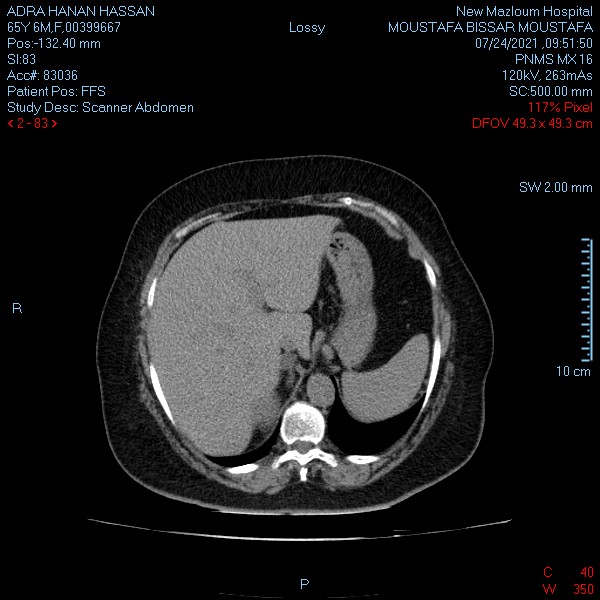 ADRA HANAN HASSAN
65Y 6M,F,00399667
Pos:-132.40 mm
SI:83
Acc#: 83036
Patient Pos: FFS
Study Desc: Scanner Abdomen
< 2 - 83 >
Lossy
New Mazloum Hospital
MOUSTAFA BISSAR MOUSTAFA
07/24/2021 ,09:51:50
PNMS MX 16
120kV, 263mAs
SC:500.00 mm
117% Pixel
DFOV 49.3 x 49.3 cm
SW 2.00 mm
R
10 cm
P
C 40
W 350